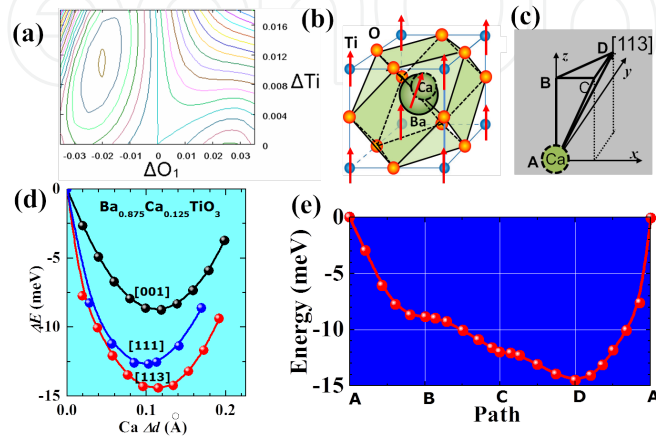 (a)
0.016
0.012
ΔTi
0.008
0.004
0
-0.03 -0.02 -0.01 0 0.01 0.02 0.03
ΔO1
(b)
Ti O
Ca
Ba
(c)
D [113]
z
B
y
C
A Ca
x
(d)
Ba0.875Ca0.125TiO3
0
-5
-10
-15
ΔE (meV)
[001]
[111]
[113]
0.0 0.1 0.2
Ca Δd (Å)
(e)
0
-5
-10
-15
Energy (meV)
A B C D A
Path